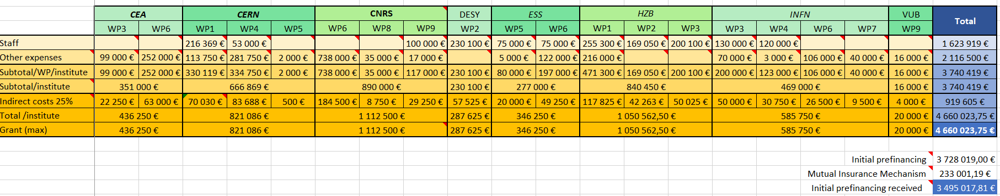 CEA CERN CNRS DESY ESS HZB INFN VUB Total
WP3 WP6 WP1 WP4 WP5 WP6 WP8 WP9 WP2 WP5 WP6 WP1 WP2 WP3 WP3 WP4 WP6 WP7 WP9
Staff 216 369 € 53 000 € 100 000 € 230 100 € 75 000 € 75 000 € 255 300 € 169 050 € 200 100 € 130 000 € 120 000 € 1 623 919 €
Other expenses 99 000 € 252 000 € 113 750 € 281 750 € 2 000 € 738 000 € 35 000 € 17 000 € 5 000 € 122 000 € 216 000 € 70 000 € 3 000 € 106 000 € 40 000 € 16 000 € 2 116 500 €
Subtotal/WP/institute 99 000 € 252 000 € 330 119 € 334 750 € 2 000 € 738 000 € 35 000 € 117 000 € 230 100 € 80 000 € 197 000 € 471 300 € 169 050 € 200 100 € 200 000 € 123 000 € 106 000 € 40 000 € 16 000 € 3 740 419 €
Subtotal/institute 351 000 € 666 869 € 890 000 € 230 100 € 277 000 € 840 450 € 469 000 € 16 000 € 3 740 419 €
Indirect costs 25% 22 250 € 63 000 € 70 030 € 83 688 € 500 € 184 500 € 8 750 € 29 250 € 57 525 € 20 000 € 49 250 € 117 825 € 42 263 € 50 025 € 50 000 € 30 750 € 26 500 € 9 500 € 4 000 € 919 605 €
Total /institute 436 250 € 821 086 € 1 112 500 € 287 625 € 346 250 € 1 050 562,50 € 585 750 € 20 000 € 4 660 023,75 €
Grant (max) 436 250 € 821 086 € 1 112 500 € 287 625 € 346 250 € 1 050 562,50 € 585 750 € 20 000 € 4 660 023,75 €
Initial prefinancing 3 728 019,00 €
Mutual Insurance Mechanism 233 001,19 €
Initial prefinancing received 3 495 017,81 €